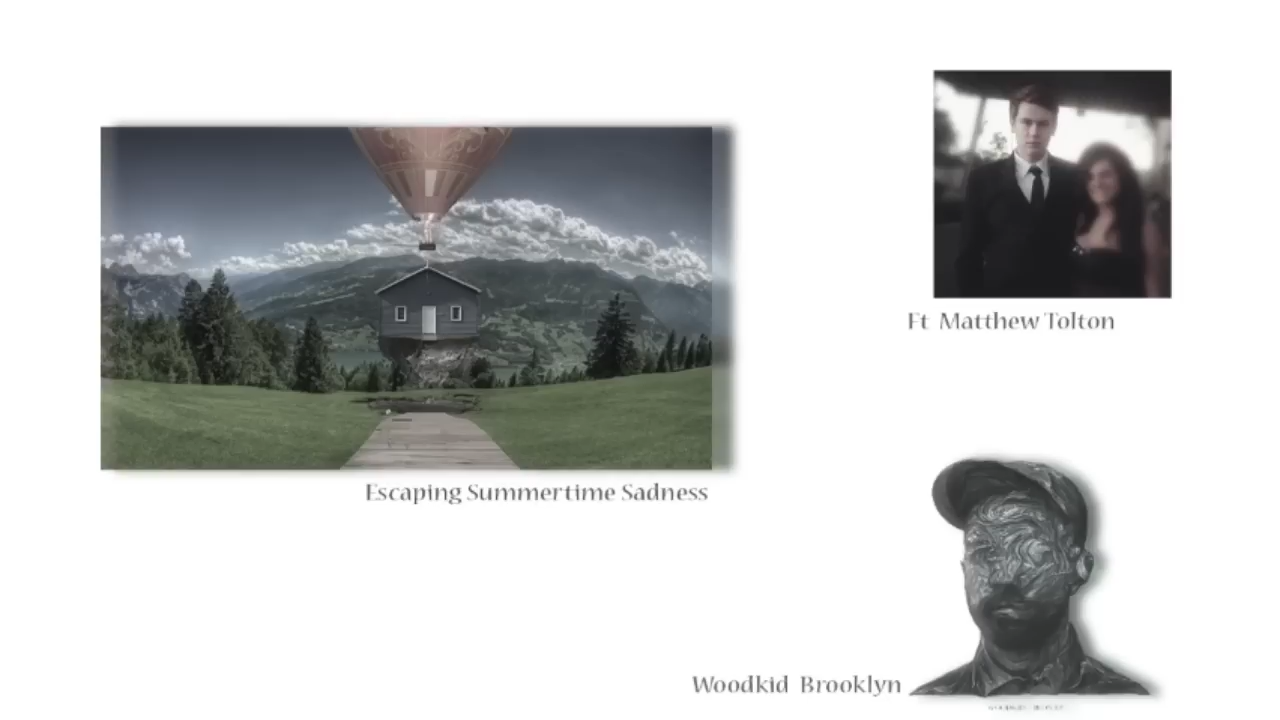 Ft Matthew Tolton
Escaping Summertime Sadness
Woodkid Brooklyn